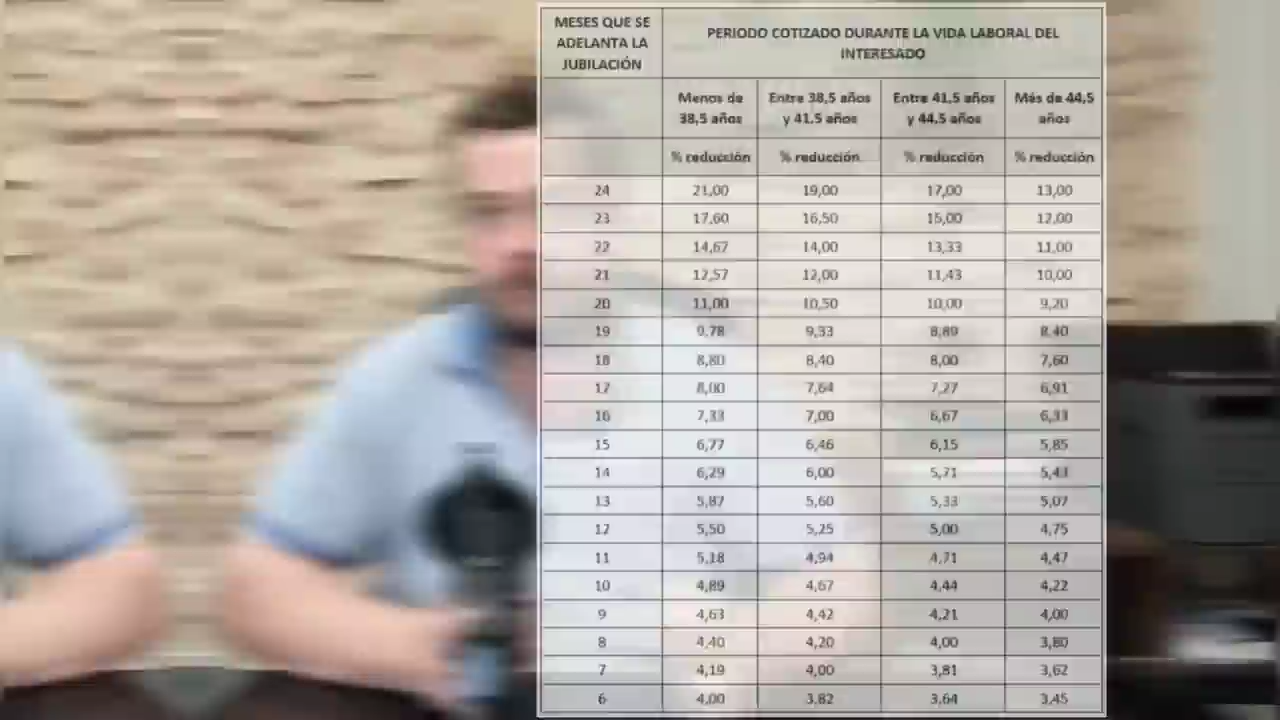 MESES QUE SE
ADELANTA LA
JUBILACIÓN
PERIODO COTIZADO DURANTE LA VIDA LABORAL DEL
INTERESADO
Menos de
38,5 años
Entre 38,5 años
y 41,5 años
Entre 41,5 años
y 44,5 años
Más de 44,5
años
% reducción % reducción % reducción % reducción
24 21,00 19,00 17,00 13,00
23 17,60 16,50 15,00 12,00
22 14,67 14,00 13,33 11,00
21 12,57 12,00 11,43 10,00
20 11,00 10,50 10,00 9,20
19 9,78 9,33 8,89 8,40
18 8,80 8,40 8,00 7,60
17 8,00 7,64 7,27 6,91
16 7,33 7,00 6,67 6,33
15 6,77 6,46 6,15 5,85
14 6,29 6,00 5,71 5,43
13 5,87 5,60 5,33 5,07
12 5,50 5,25 5,00 4,75
11 5,18 4,94 4,71 4,47
10 4,89 4,67 4,44 4,22
9 4,63 4,42 4,21 4,00
8 4,40 4,20 4,00 3,80
7 4,19 4,00 3,81 3,62
6 4,00 3,82 3,64 3,45